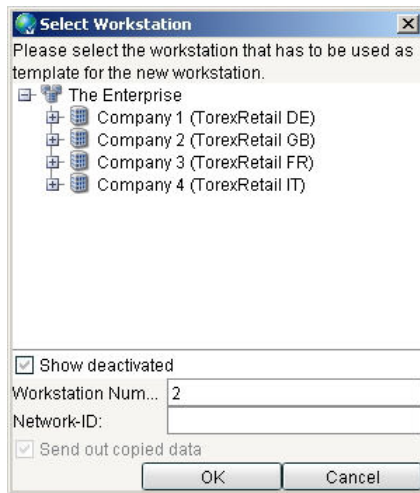 Select Workstation
Please select the workstation that has to be used as
template for the new workstation.
The Enterprise
Company 1 (TorexRetail DE)
Company 2 (TorexRetail GB)
Company 3 (TorexRetail FR)
Company 4 (TorexRetail IT)
Show deactivated
Workstation Num... 2
Network-ID:
Send out copied data
OK Cancel